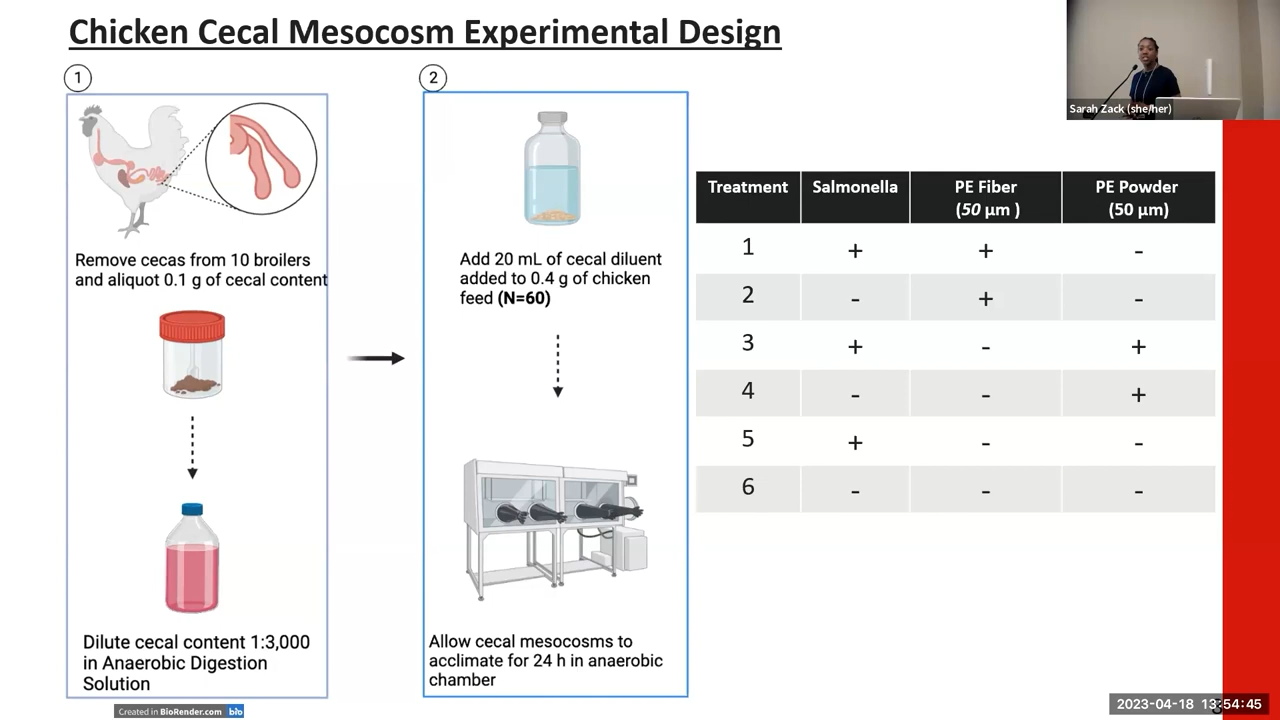 Chicken Cecal Mesocosm Experimental Design
Sarah Zack (she/her)
1
Remove cecas from 10 broilers
and aliquot 0.1 g of cecal content
Dilute cecal content 1:3,000
in Anaerobic Digestion
Solution
Created in BioRender.com bio
2
Add 20 mL of cecal diluent
added to 0.4 g of chicken
feed (N=60)
Allow cecal mesocosms to
acclimate for 24 h in anaerobic
chamber
Treatment Salmonella PE Fiber (50 µm ) PE Powder (50 µm)
1 + + -
2 - + -
3 + - +
4 - - +
5 + - -
6 - - -
2023-04-18 13:54:45